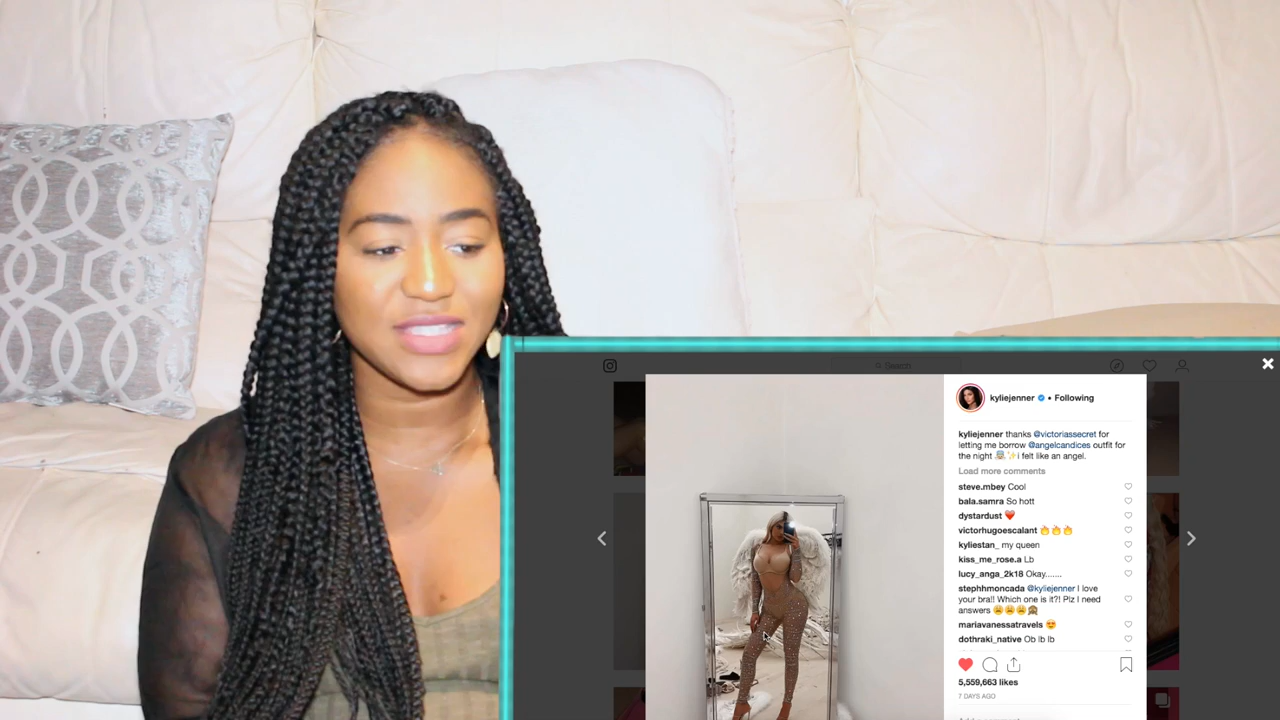 Search
kyliejenner • Following
kyliejenner thanks @victoriassecret for
letting me borrow @angelcandices outfit for
the night 👼🏼✨i felt like an angel.
Load more comments
steve.mbey Cool
bala.samra So hott
dystardust ❤️
victorhugoescalant 👏👏👏
kyliestan_ my queen
kiss_me_rose.a Lb
lucy_anga_2k18 Okay.......
stephhmoncada @kyliejenner I love
your bra!! Which one is it?! Plz I need
answers 😩😩😩🙈
mariavanessatravels 😍
dothraki_native Ob lb lb
5,559,663 likes
7 DAYS AGO